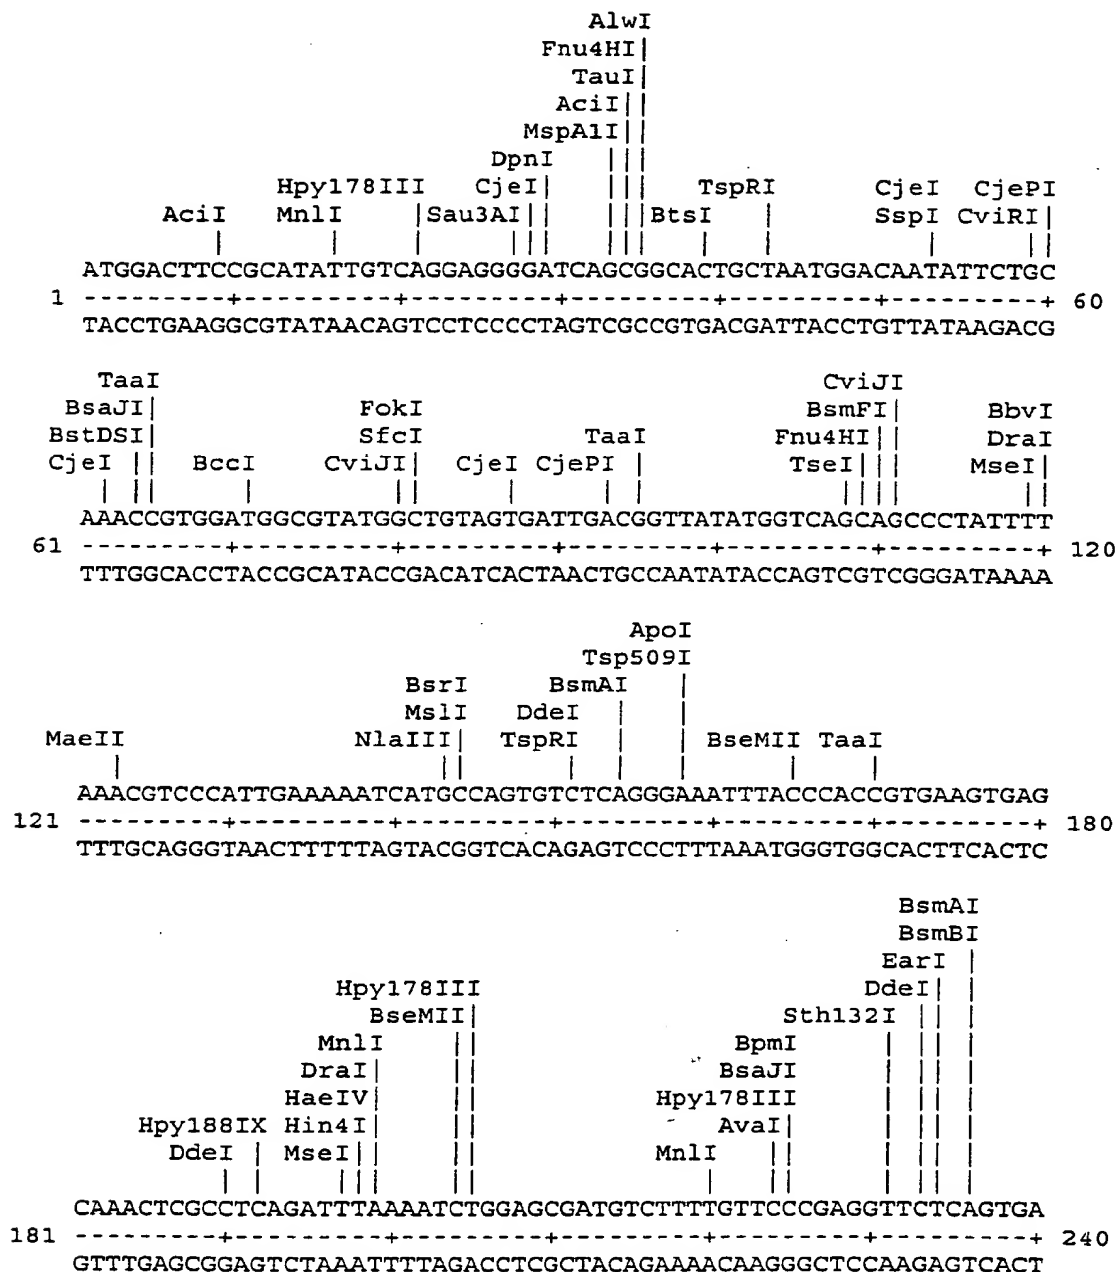 AlwI
Fnu4HI
TauI
AciI
MspA1I
DpnI
Hpy178III CjeI TspRI CjeI CjePI
AciI MnlI Sau3AI BtsI SspI CviRI
ATGGACTTCCGCATATTGTCAGGAGGGGATCAGCGGCACTGCTAATGGACAATATTCTGC
1 ---------+---------+---------+---------+---------+---------+ 60
TACCTGAAGGCGTATAACAGTCCTCCCCTAGTCGCCGTGACGATTACCTGTTATAAGACG
TaaI CviJI
BsaJI FokI BsmFI BbvI
BstDSI SfcI TaaI Fnu4HI DraI
CjeI BccI CviJI CjeI CjePI TseI MseI
AAACCGTGGATGGCGTATGGCTGTAGTGATTGACGGTTATATGGTCAGCAGCCCTATTTT
61 ---------+---------+---------+---------+---------+---------+ 120
TTTGGCACCTACCGCATACCGACATCACTAACTGCCAATATACCAGTCGTCGGGATAAAA
ApoI
Tsp509I
BsrI BsmAI
MslI DdeI
MaeII NlaIII TspRI BseMII TaaI
AAACGTCCCATTGAAAAAATCATGCCAGTGTCTCAGGGAAATTTACCCACCGTGAAGTGAG
121 ---------+---------+---------+---------+---------+---------+ 180
TTTGCAGGGTAACTTTTTAGTACGGTCACAGAGTCCCTTTAAATGGGTGGCACTTCACTC
BsmAI
BsmBI
EarI
Hpy178III DdeI
BseMII Sth132I
MnlI BpmI
DraI BsaJI
HaeIV Hpy178III
Hpy188IX Hin4I AvaI
DdeI MseI MnlI
CAAACTCGCCTCAGATTTAAAATCTGGAGCGATGTCTTTTGTTCCCGAGGTTCTCAGTGA
181 ---------+---------+---------+---------+---------+---------+ 240
GTTTGAGCGGAGTCTAAATTTTAGACCTCGCTACAGAAAACAAGGGCTCCAAGAGTCACT